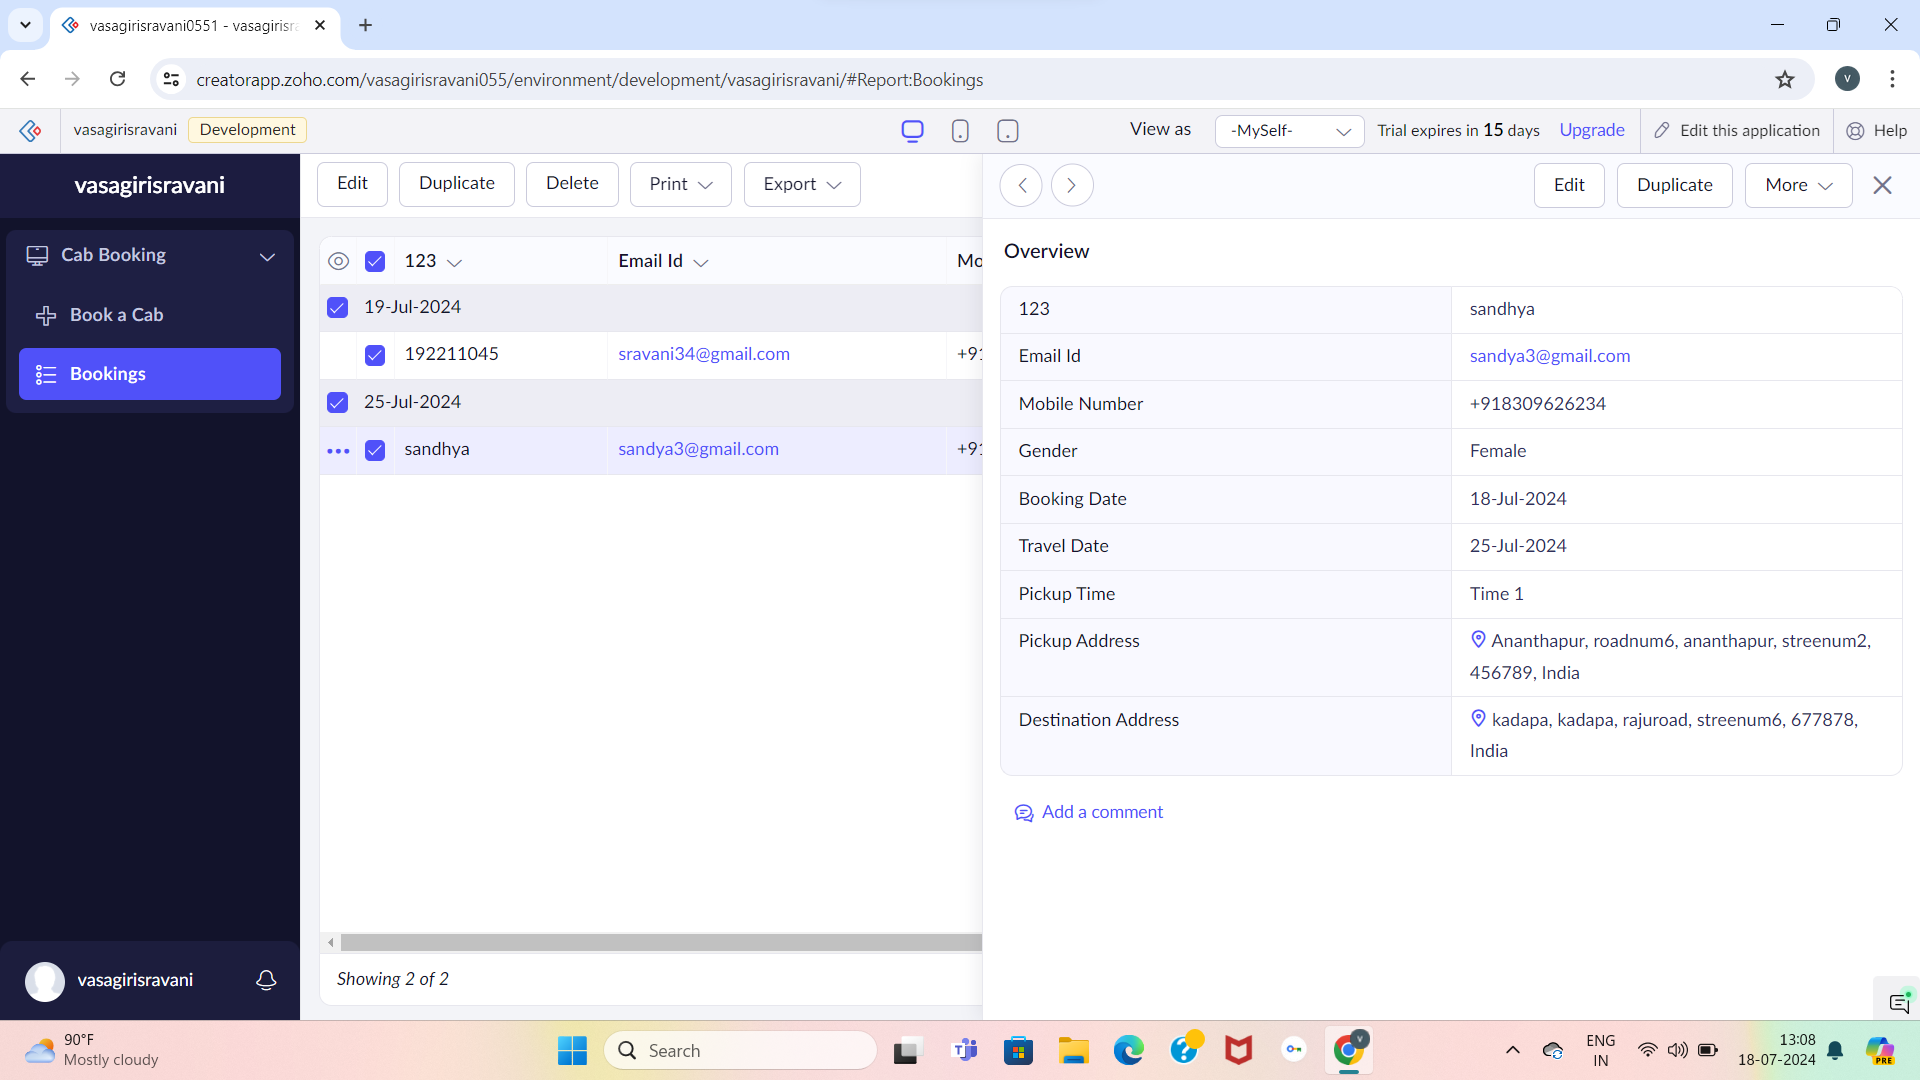 vasagirisravani0551 - vasagirisra
creatorapp.zoho.com/vasagirisravani055/environment/development/vasagirisravani/#Report:Bookings
V
vasagirisravani Development View as -MySelf- Trial expires in 15 days Upgrade Edit this application Help
vasagirisravani
Cab Booking
Book a Cab
Bookings
vasagirisravani
Edit Duplicate Delete Print Export
123 Email Id Mo
19-Jul-2024
192211045 sravani34@gmail.com +91
25-Jul-2024
sandhya sandya3@gmail.com +91
Showing 2 of 2
Edit Duplicate More
Overview
123 sandhya
Email Id sandya3@gmail.com
Mobile Number +918309626234
Gender Female
Booking Date 18-Jul-2024
Travel Date 25-Jul-2024
Pickup Time Time 1
Pickup Address Ananthapur, roadnum6, ananthapur, streenum2,
456789, India
Destination Address kadapa, kadapa, rajuroad, streenum6, 677878,
India
Add a comment
90°F
Mostly cloudy
Search
V
ENG
IN
13:08
18-07-2024
PRE